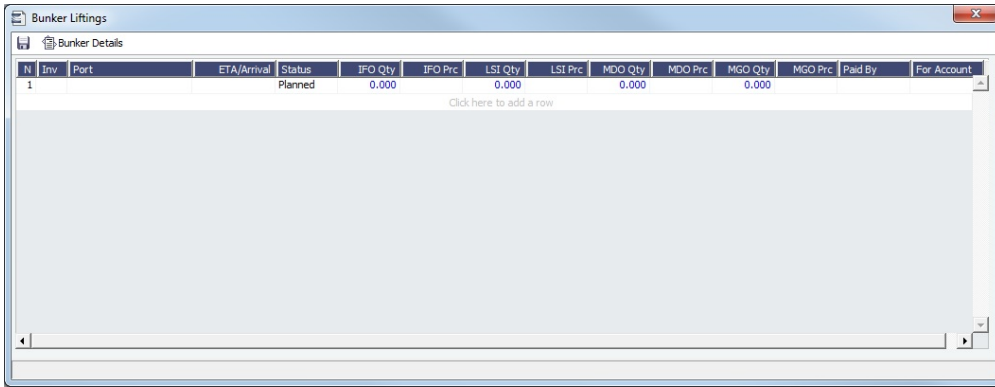 Bunker Liftings
Bunker Details
N Inv Port ETA/Arrival Status IFO Qty IFO Prc LSI Qty LSI Prc MDO Qty MDO Prc MGO Qty MGO Prc Paid By For Account
1 Planned 0.000 0.000 0.000 0.000
Click here to add a row